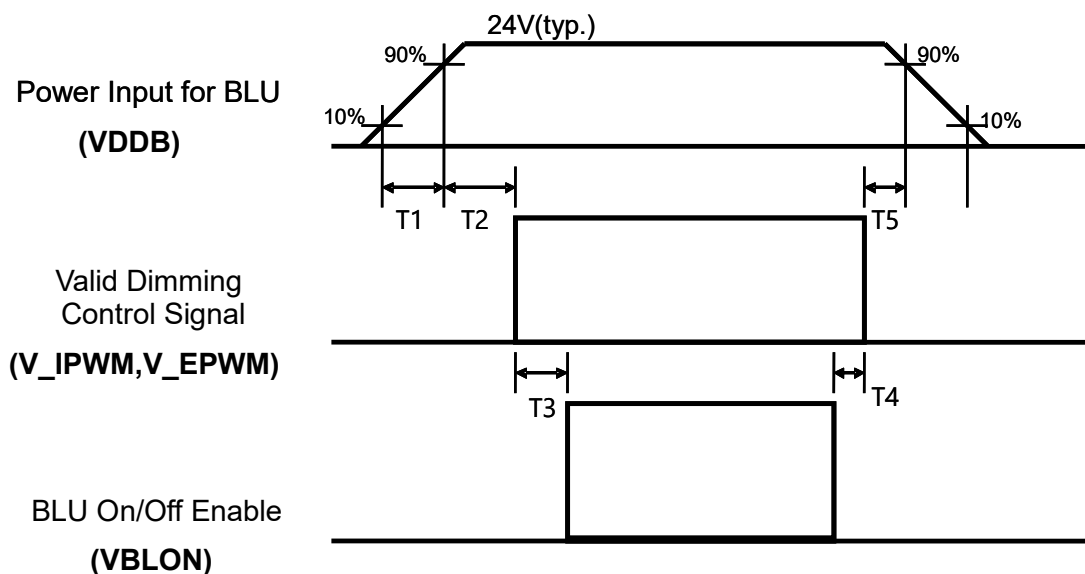 24V(typ.)
90%
90%
Power Input for BLU
10%
10%
(VDDB)
T1
T2
T5
Valid Dimming
Control Signal
(V_IPWM,V_EPWM)
T3
T4
BLU On/Off Enable
(VBLON)